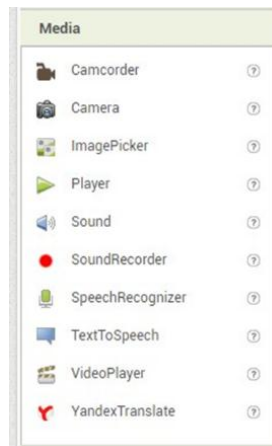 Media
Camcorder
Camera
ImagePicker
Player
Sound
SoundRecorder
SpeechRecognizer
TextToSpeech
VideoPlayer
YandexTranslate